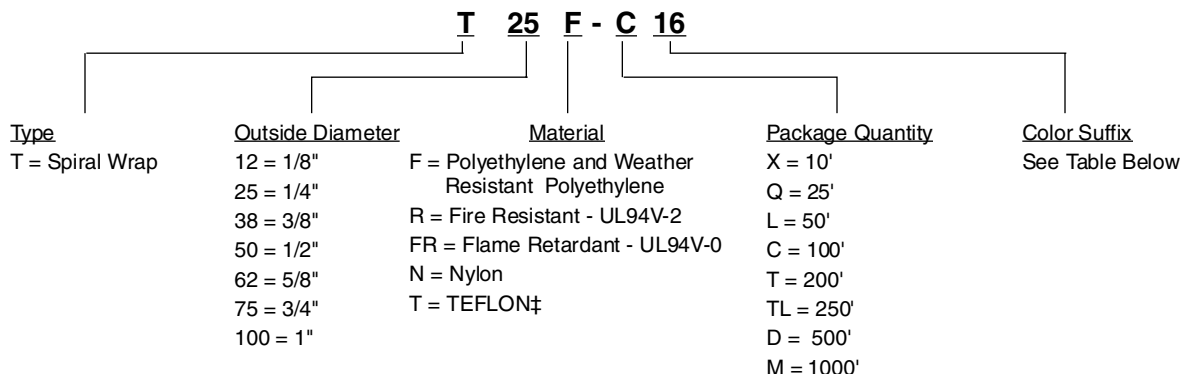 T 25 F - C 16
Type
T = Spiral Wrap
Outside Diameter
12 = 1/8"
25 = 1/4"
38 = 3/8"
50 = 1/2"
62 = 5/8"
75 = 3/4"
100 = 1"
Material
F = Polyethylene and Weather
Resistant Polyethylene
R = Fire Resistant - UL94V-2
FR = Flame Retardant - UL94V-0
N = Nylon
T = TEFLON‡
Package Quantity
X = 10'
Q = 25'
L = 50'
C = 100'
T = 200'
TL = 250'
D = 500'
M = 1000'
Color Suffix
See Table Below